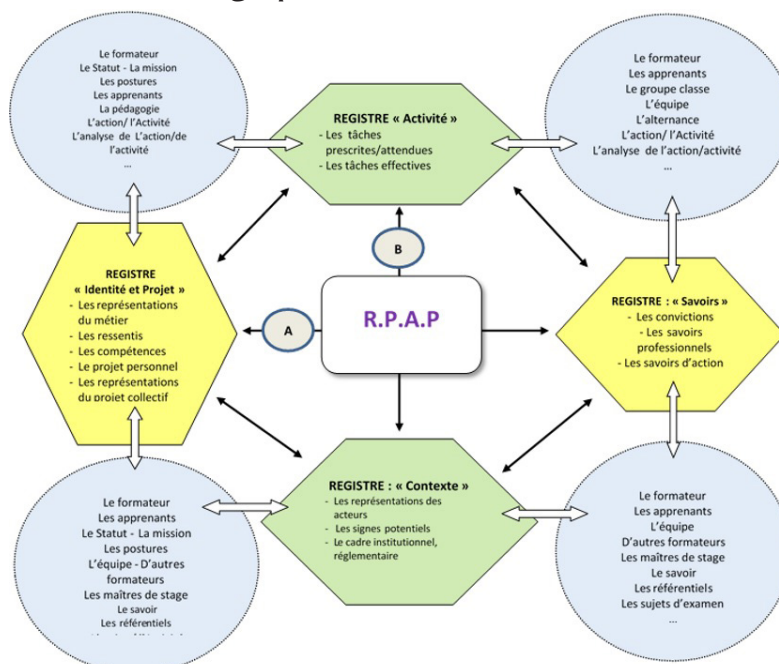 Le formateur
Le Statut - La mission
Les postures
Les apprenants
La pédagogie
L'action/ l'Activité
L'analyse de L'action/de
l'activité
…
REGISTRE « Activité »
- Les tâches
prescrites/attendues
- Les tâches effectives
Le formateur
Les apprenants
Le groupe classe
L'équipe
L'alternance
L'action/ l'Activité
L'analyse de l'action/activité
…
B
REGISTRE
« Identité et Projet »
- Les représentations
du métier
- Les ressentis
- Les compétences
- Le projet personnel
- Les représentations
du projet collectif
A
R.P.A.P
REGISTRE : « Savoirs »
- Les convictions
- Les savoirs
professionnels
- Les savoirs d'action
REGISTRE : « Contexte »
- Les représentations des
acteurs
- Les signes potentiels
- Le cadre institutionnel,
réglementaire
Le formateur
Les apprenants
Le Statut - La mission
Les postures
L'équipe - D'autres
formateurs
Les maîtres de stage
Le savoir
Les référentiels
Le formateur
Les apprenants
L'équipe
D'autres formateurs
Les maîtres de stage
Le savoir
Les référentiels
Les sujets d'examen
…